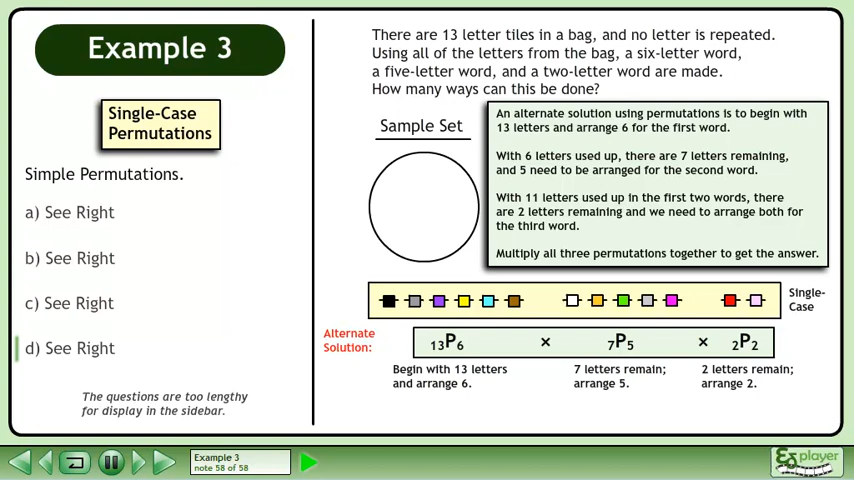 Example 3
Single-Case
Permutations
Simple Permutations.
a) See Right
b) See Right
c) See Right
d) See Right
The questions are too lengthy
for display in the sidebar.
There are 13 letter tiles in a bag, and no letter is repeated.
Using all of the letters from the bag, a six-letter word,
a five-letter word, and a two-letter word are made.
How many ways can this be done?
Sample Set
An alternate solution using permutations is to begin with
13 letters and arrange 6 for the first word.
With 6 letters used up, there are 7 letters remaining,
and 5 need to be arranged for the second word.
With 11 letters used up in the first two words, there
are 2 letters remaining and we need to arrange both for
the third word.
Multiply all three permutations together to get the answer.
Single-
Case
Alternate
Solution:
₁₃P₆ × ₇P₅ × ₂P₂
Begin with 13 letters
and arrange 6.
7 letters remain;
arrange 5.
2 letters remain;
arrange 2.
Example 3
note 58 of 58
player